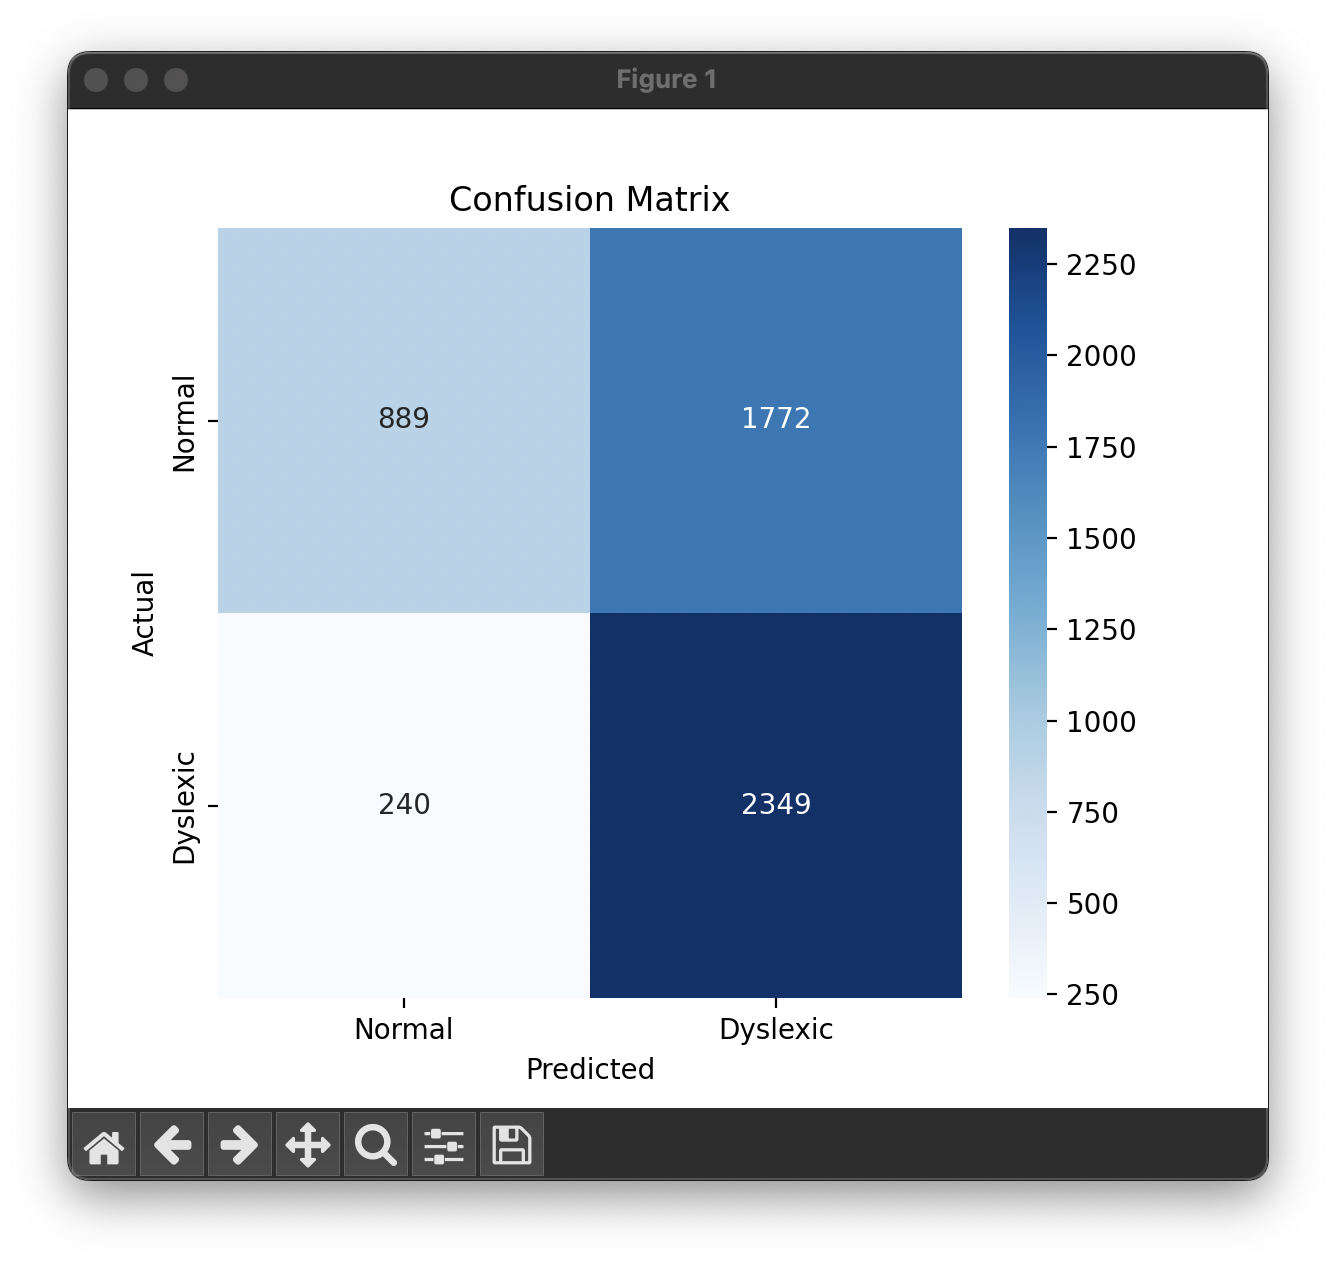 Figure 1
Confusion Matrix
Actual
Normal
889
1772
Dyslexic
240
2349
Normal
Dyslexic
Predicted
2250
2000
1750
1500
1250
1000
750
500
250